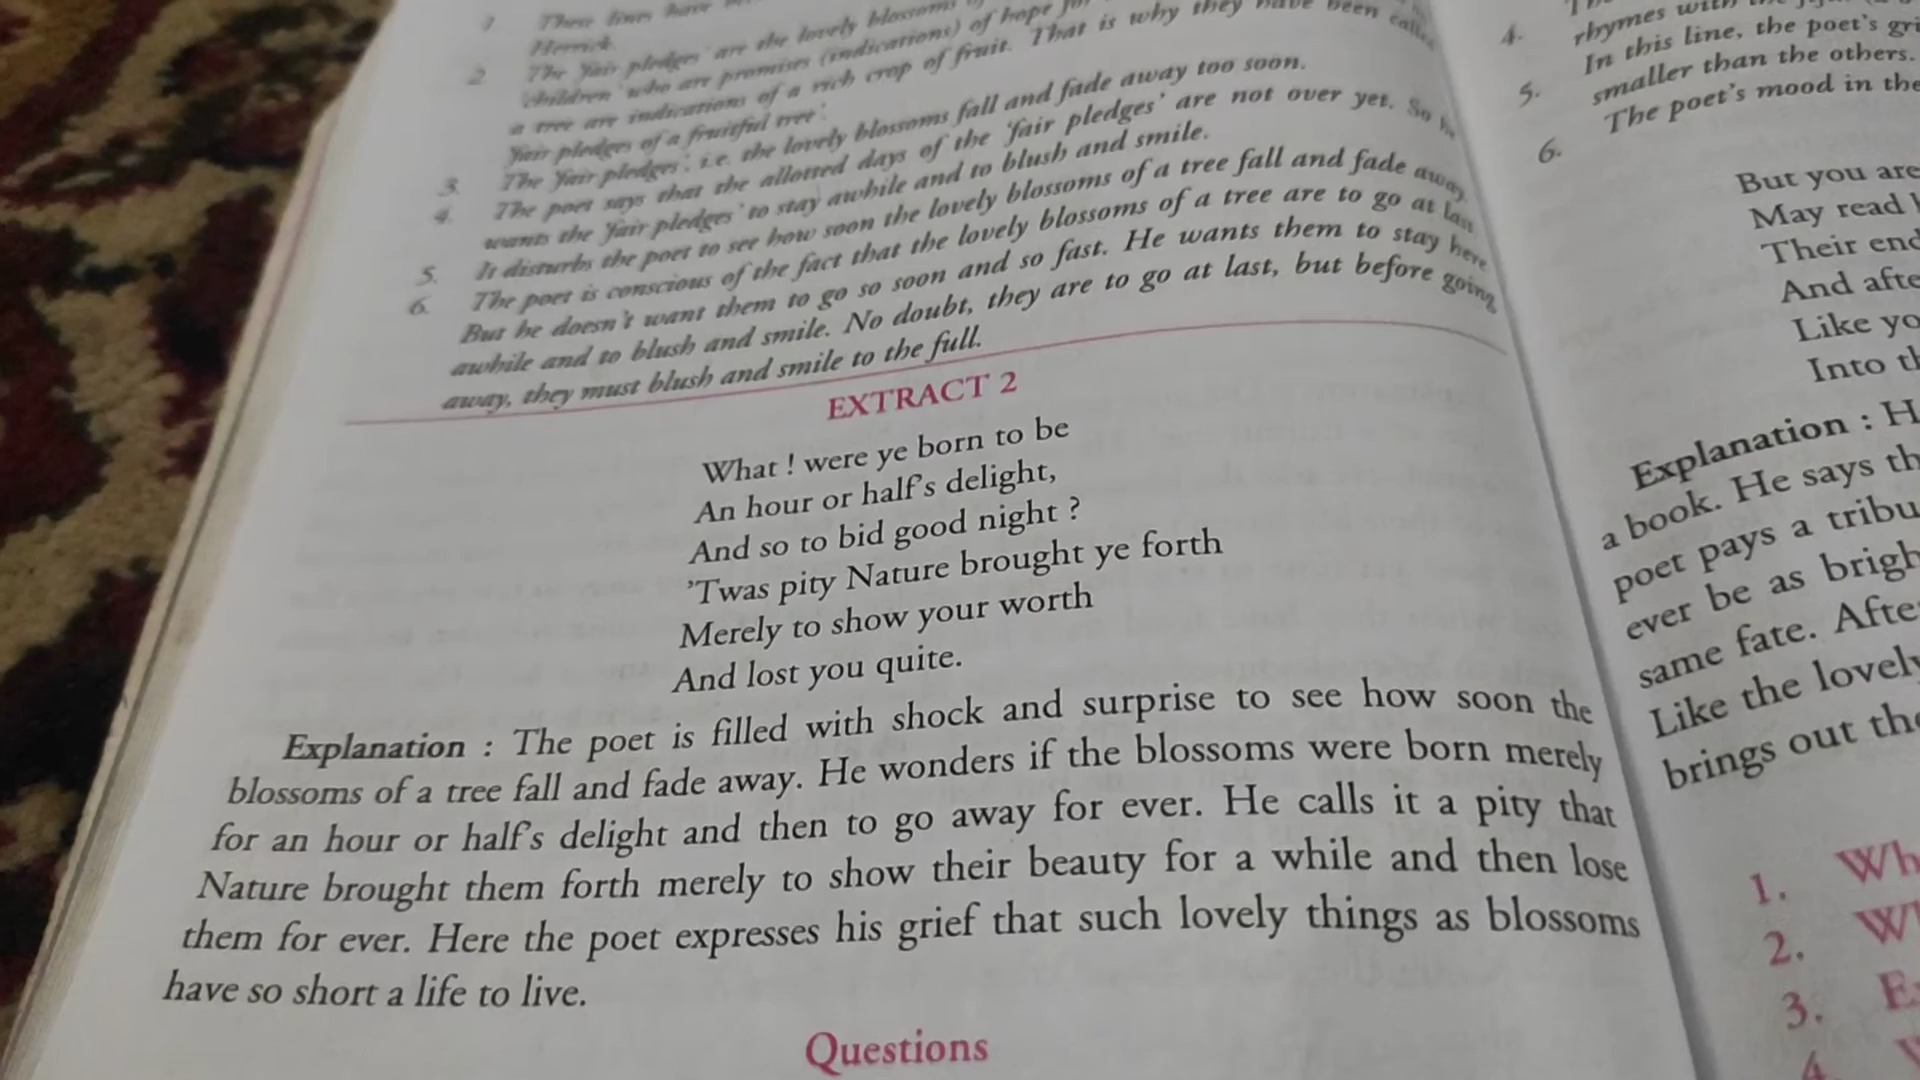 1. These lines have
Herrick.
2. The 'fair pledges' are the lovely blossoms
'children' who are promises (indications) of hope for
a tree are indications of a rich crop of fruit. That is why they have been called
'fair pledges of a fruitful tree'.
3. The 'fair pledges', i.e. the lovely blossoms fall and fade away too soon.
4. The poet says that the allotted days of the 'fair pledges' are not over yet. So he
wants the 'fair pledges' to stay awhile and to blush and smile.
5. It disturbs the poet to see how soon the lovely blossoms of a tree fall and fade away.
6. The poet is conscious of the fact that the lovely blossoms of a tree are to go at last
But he doesn't want them to go so soon and so fast. He wants them to stay here
awhile and to blush and smile. No doubt, they are to go at last, but before going
away, they must blush and smile to the full.
EXTRACT 2
What ! were ye born to be
An hour or half's delight,
And so to bid good night ?
'Twas pity Nature brought ye forth
Merely to show your worth
And lost you quite.
Explanation : The poet is filled with shock and surprise to see how soon the
blossoms of a tree fall and fade away. He wonders if the blossoms were born merely
for an hour or half's delight and then to go away for ever. He calls it a pity that
Nature brought them forth merely to show their beauty for a while and then lose
them for ever. Here the poet expresses his grief that such lovely things as blossoms
have so short a life to live.
Questions
4. rhymes with the
5. In this line, the poet's
smaller than the others.
6. The poet's mood in the
But you are
May read
Their
And
Like
Into
Explanation :
a book. He says
poet pays a
ever be as
same fate.
Like the
brings out
1.
2.
3.
4.